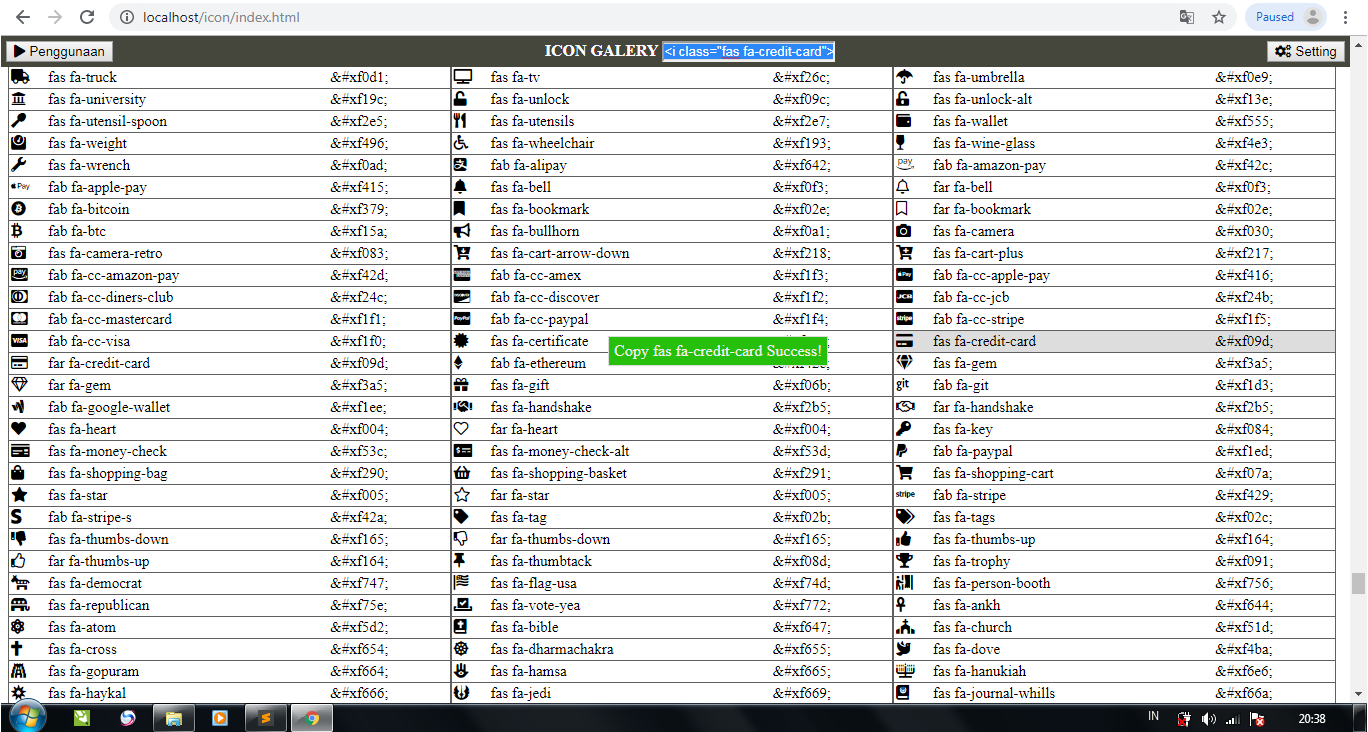 localhost/icon/index.html
Paused
Penggunaan
ICON GALERY <i class="fas fa-credit-card">
Setting
fas fa-truck &#xf0d1; fas fa-tv &#xf26c; fas fa-umbrella &#xf0e9;
fas fa-university &#xf19c; fas fa-unlock &#xf09c; fas fa-unlock-alt &#xf13e;
fas fa-utensil-spoon &#xf2e5; fas fa-utensils &#xf2e7; fas fa-wallet &#xf555;
fas fa-weight &#xf496; fas fa-wheelchair &#xf193; fas fa-wine-glass &#xf4e3;
fas fa-wrench &#xf0ad; fab fa-alipay &#xf642; pay fab fa-amazon-pay &#xf42c;
Pay fab fa-apple-pay &#xf415; fas fa-bell &#xf0f3; far fa-bell &#xf0f3;
fab fa-bitcoin &#xf379; fas fa-bookmark &#xf02e; far fa-bookmark &#xf02e;
fab fa-btc &#xf15a; fas fa-bullhorn &#xf0a1; fas fa-camera &#xf030;
fas fa-camera-retro &#xf083; fas fa-cart-arrow-down &#xf218; fas fa-cart-plus &#xf217;
pay fab fa-cc-amazon-pay &#xf42d; fab fa-cc-amex &#xf1f3; Pay fab fa-cc-apple-pay &#xf416;
fab fa-cc-diners-club &#xf24c; DISCOVER fab fa-cc-discover &#xf1f2; JCB fab fa-cc-jcb &#xf24b;
fab fa-cc-mastercard &#xf1f1; PayPal fab fa-cc-paypal &#xf1f4; stripe fab fa-cc-stripe &#xf1f5;
VISA fab fa-cc-visa &#xf1f0; fas fa-certificate fas fa-credit-card &#xf09d;
Copy fas fa-credit-card Success!
far fa-credit-card &#xf09d; fab fa-ethereum fas fa-gem &#xf3a5;
far fa-gem &#xf3a5; fas fa-gift &#xf06b; git fab fa-git &#xf1d3;
fab fa-google-wallet &#xf1ee; fas fa-handshake &#xf2b5; far fa-handshake &#xf2b5;
fas fa-heart &#xf004; far fa-heart &#xf004; fas fa-key &#xf084;
fas fa-money-check &#xf53c; fas fa-money-check-alt &#xf53d; fab fa-paypal &#xf1ed;
fas fa-shopping-bag &#xf290; fas fa-shopping-basket &#xf291; fas fa-shopping-cart &#xf07a;
fas fa-star &#xf005; far fa-star &#xf005; stripe fab fa-stripe &#xf429;
fab fa-stripe-s &#xf42a; fas fa-tag &#xf02b; fas fa-tags &#xf02c;
fas fa-thumbs-down &#xf165; far fa-thumbs-down &#xf165; fas fa-thumbs-up &#xf164;
far fa-thumbs-up &#xf164; fas fa-thumbtack &#xf08d; fas fa-trophy &#xf091;
fas fa-democrat &#xf747; fas fa-flag-usa &#xf74d; fas fa-person-booth &#xf756;
fas fa-republican &#xf75e; fas fa-vote-yea &#xf772; fas fa-ankh &#xf644;
fas fa-atom &#xf5d2; fas fa-bible &#xf647; fas fa-church &#xf51d;
fas fa-cross &#xf654; fas fa-dharmachakra &#xf655; fas fa-dove &#xf4ba;
fas fa-gopuram &#xf664; fas fa-hamsa &#xf665; fas fa-hanukiah &#xf6e6;
fas fa-haykal &#xf666; fas fa-jedi &#xf669; fas fa-journal-whills &#xf66a;
IN
20:38